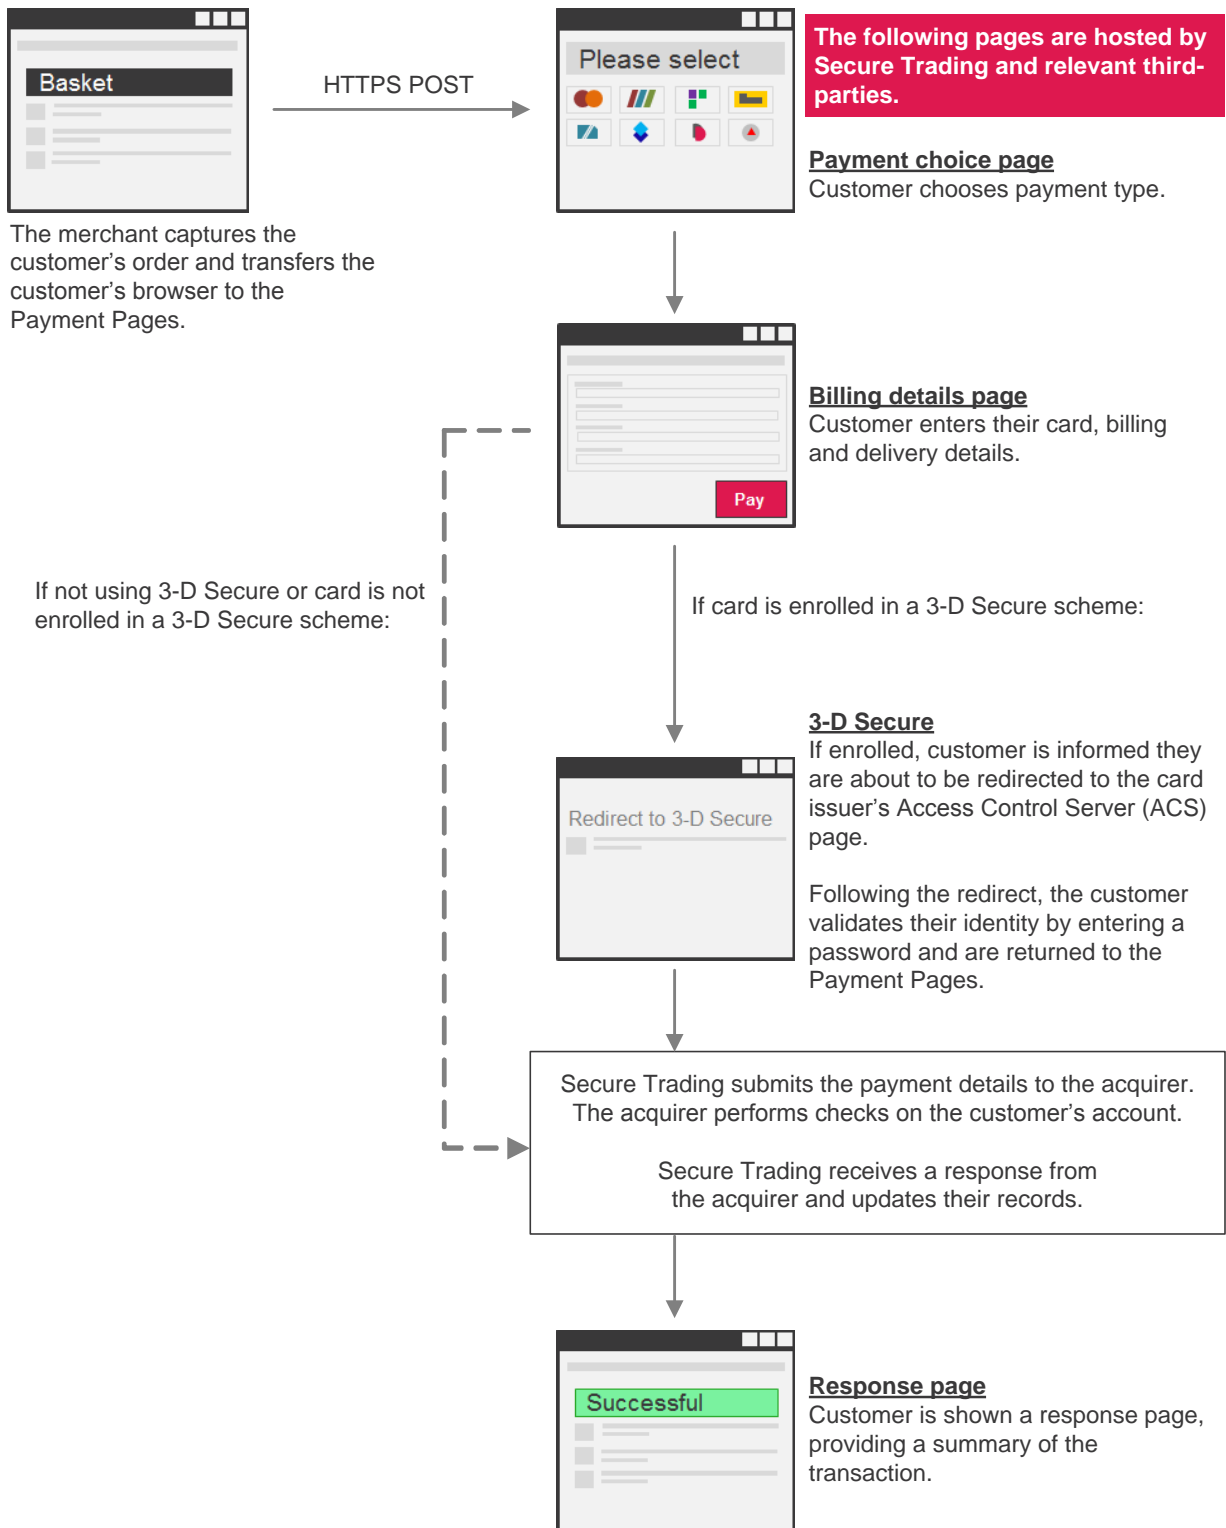 Basket
HTTPS POST
Please select
The following pages are hosted by
Secure Trading and relevant third-
parties.
Payment choice page
Customer chooses payment type.
The merchant captures the
customer’s order and transfers the
customer’s browser to the
Payment Pages.
Billing details page
Customer enters their card, billing
and delivery details.
Pay
If not using 3-D Secure or card is not
enrolled in a 3-D Secure scheme:
If card is enrolled in a 3-D Secure scheme:
3-D Secure
If enrolled, customer is informed they
are about to be redirected to the card
issuer’s Access Control Server (ACS)
page.
Redirect to 3-D Secure
Following the redirect, the customer
validates their identity by entering a
password and are returned to the
Payment Pages.
Secure Trading submits the payment details to the acquirer.
The acquirer performs checks on the customer’s account.
Secure Trading receives a response from
the acquirer and updates their records.
Successful
Response page
Customer is shown a response page,
providing a summary of the
transaction.